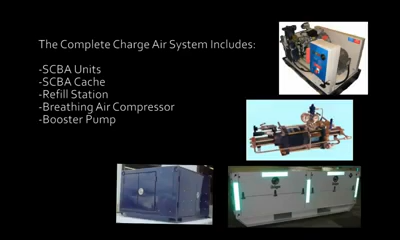 The Complete Charge Air System Includes:
-SCBA Units
-SCBA Cache
-Refill Station
-Breathing Air Compressor
-Booster Pump